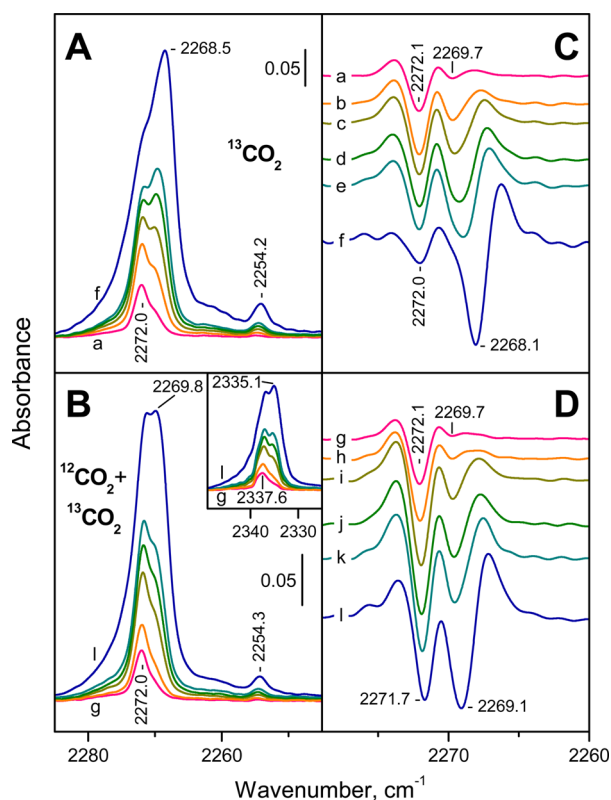 A
2268.5
0.05
¹³CO₂
2254.2
f
a
2272.0
C
2272.1
2269.7
a
b
c
d
e
f
2272.0
2268.1
Absorbance
B
2269.8
¹²CO₂+
¹³CO₂
2335.1
l
g
2337.6
2340 2330
0.05
2254.3
l
g
2272.0
D
2272.1
2269.7
g
h
i
j
k
l
2271.7
2269.1
2280 2260 2270 2260
Wavenumber, cm⁻¹